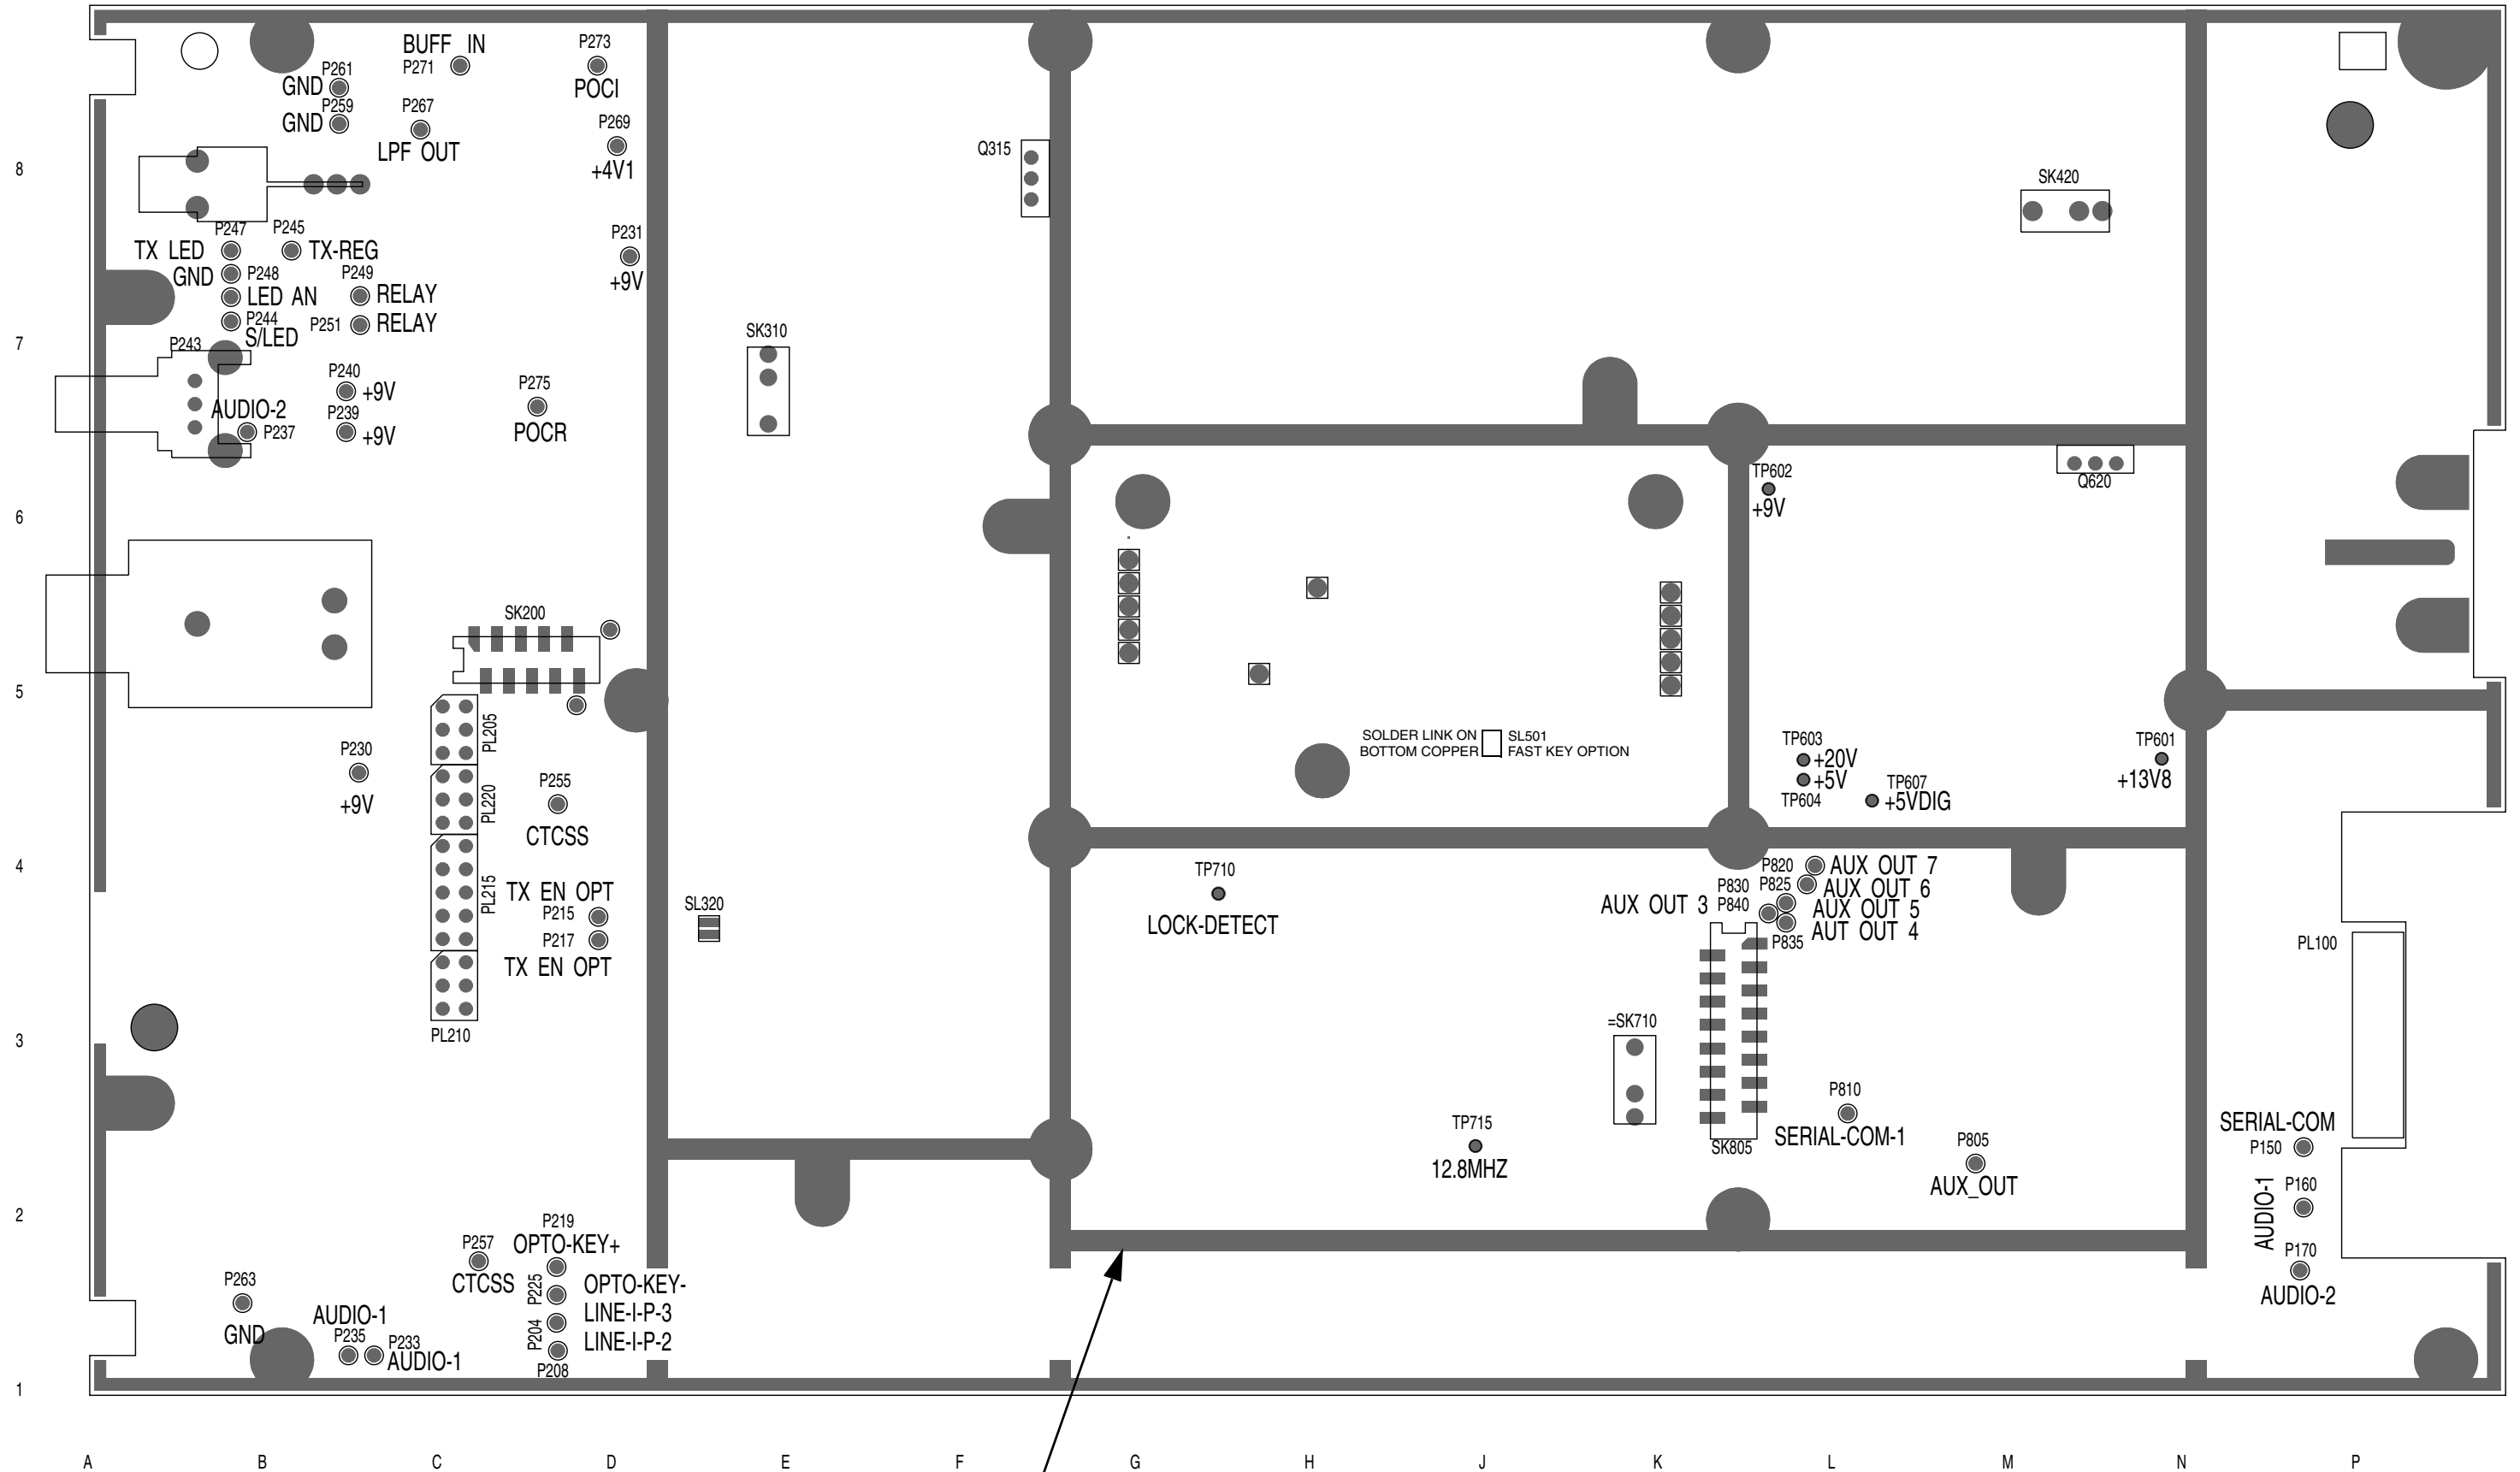 BUFF IN
P271
P273
POCI
P261
GND
P259
GND
P267
LPF OUT
P269
+4V1
8
Q315
SK420
P247
TX LED
P245
TX-REG
P231
+9V
GND
P248
P249
LED AN
RELAY
P244
S/LED
P251
RELAY
SK310
7
P243
P240
+9V
P275
POCR
AUDIO-2
P237
P239
+9V
TP602
+9V
Q620
6
SK200
5
PL205
P230
+9V
PL220
P255
CTCSS
SOLDER LINK ON
BOTTOM COPPER
SL501
FAST KEY OPTION
TP603
+20V
+5V
TP604
TP607
+5VDIG
TP601
+13V8
4
PL215
TX EN OPT
P215
P217
TX EN OPT
SL320
TP710
LOCK-DETECT
P820
AUX OUT 7
P830
P825
AUX OUT 6
AUX OUT 3
P840
AUX OUT 5
AUT OUT 4
P835
PL100
3
PL210
=SK710
P810
SERIAL-COM-1
TP715
12.8MHZ
SK805
P805
AUX_OUT
SERIAL-COM
P150
2
P160
AUDIO-1
P170
AUDIO-2
P219
OPTO-KEY+
P257
CTCSS
P225
OPTO-KEY-
LINE-I-P-3
P204
LINE-I-P-2
P208
P263
GND
AUDIO-1
P235
P233
AUDIO-1
1
A B C D E F G H J K L M N P